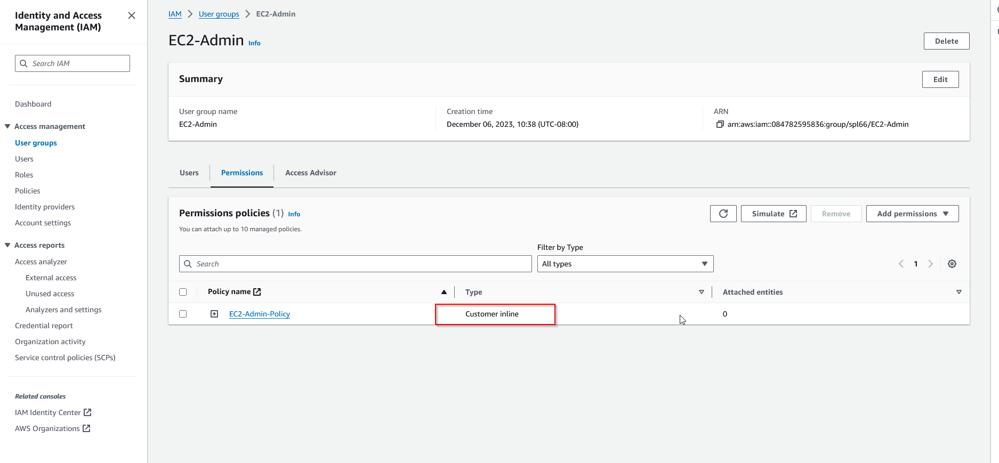 Identity and Access
Management (IAM)
Search IAM
Dashboard
Access management
User groups
Users
Roles
Policies
Identity providers
Account settings
Access reports
Access analyzer
External access
Unused access
Analyzers and settings
Credential report
Organization activity
Service control policies (SCPs)
Related consoles
IAM Identity Center
AWS Organizations
IAM > User groups > EC2-Admin
EC2-Admin Info
Delete
Summary
Edit
User group name
EC2-Admin
Creation time
December 06, 2023, 10:38 (UTC-08:00)
ARN
arn:aws:iam::084782595836:group/spl66/EC2-Admin
Users Permissions Access Advisor
Permissions policies (1) Info
You can attach up to 10 managed policies.
Simulate Remove Add permissions
Filter by Type
Search All types 1
Policy name Type Attached entities
EC2-Admin-Policy Customer inline 0